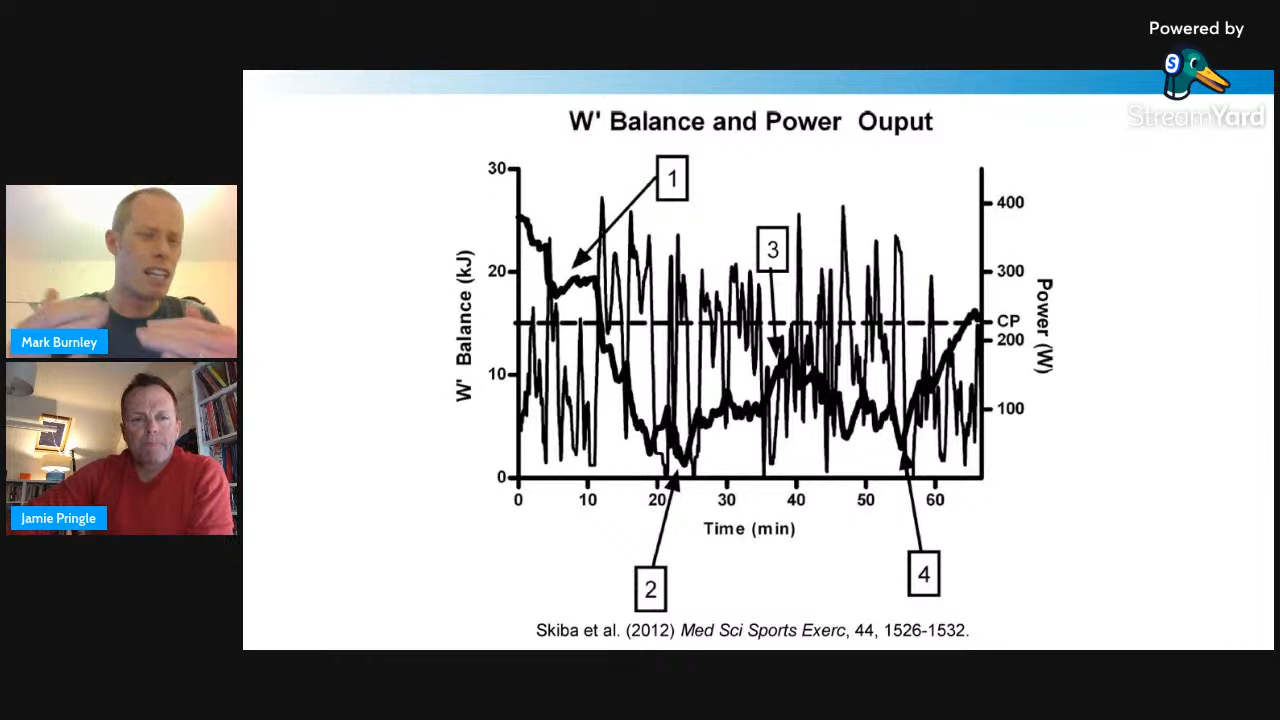 Powered by
S
StreamYard
W' Balance and Power Ouput
1
3
2
4
30
20
10
0
W' Balance (kJ)
400
300
CP
200
100
Power (W)
0
10
20
30
40
50
60
Time (min)
Skiba et al. (2012) Med Sci Sports Exerc, 44, 1526-1532.
Mark Burnley
Jamie Pringle